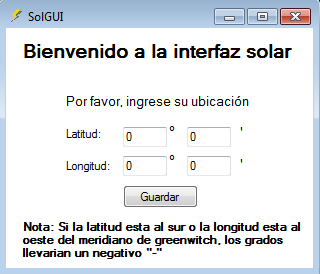 SolGUI
Bienvenido a la interfaz solar
Por favor, ingrese su ubicación
Latitud: 0 º 0 '
Longitud: 0 º 0 '
Guardar
Nota: Si la latitud esta al sur o la longitud esta al
oeste del meridiano de greenwitch, los grados
llevarian un negativo "-"